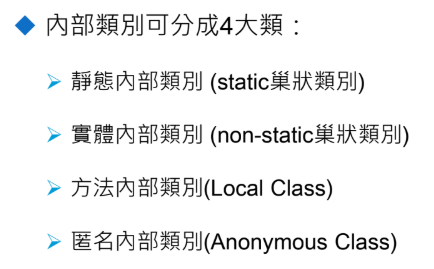 內部類別可分成4大類：
靜態內部類別 (static巢狀類別)
實體內部類別 (non-static巢狀類別)
方法內部類別(Local Class)
匿名內部類別(Anonymous Class)